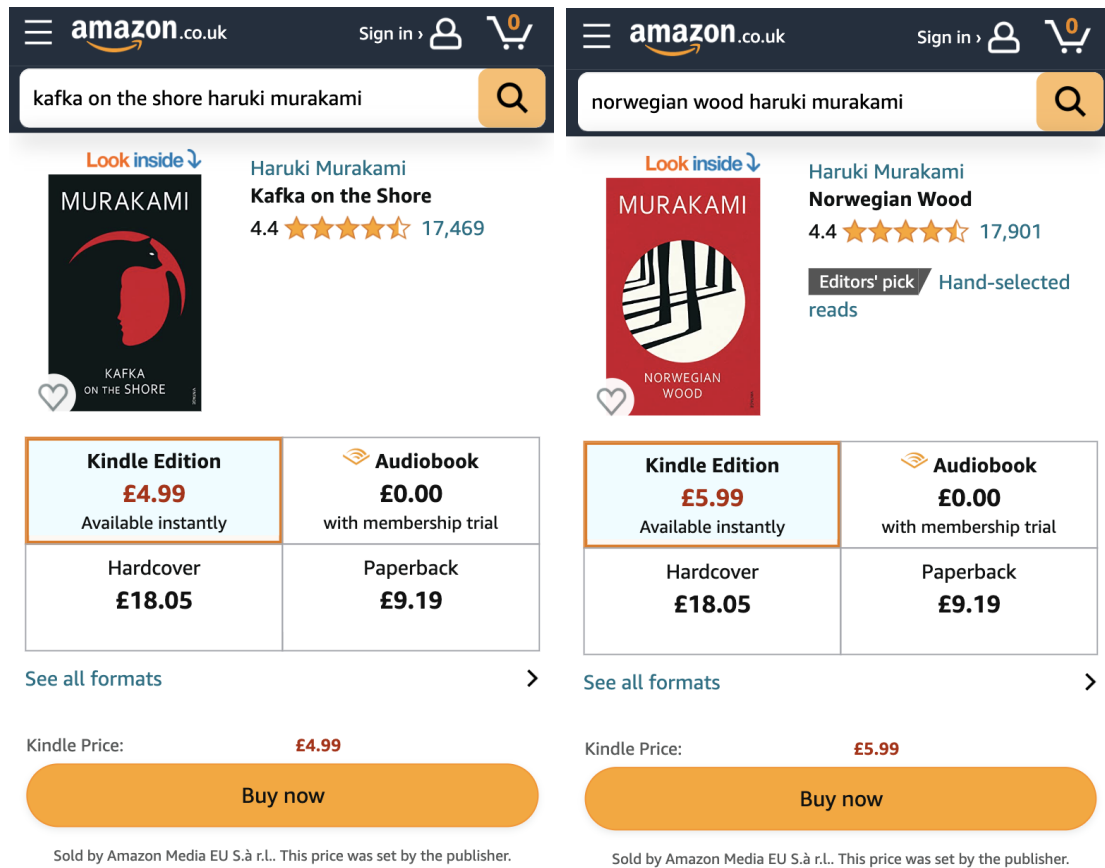 amazon.co.uk
Sign in ›
0
kafka on the shore haruki murakami
Look inside
MURAKAMI
KAFKA
ON THE SHORE
Haruki Murakami
Kafka on the Shore
4.4 17,469
Kindle Edition
£4.99
Available instantly
Audiobook
£0.00
with membership trial
Hardcover
£18.05
Paperback
£9.19
See all formats
Kindle Price: £4.99
Buy now
Sold by Amazon Media EU S.à r.l.. This price was set by the publisher.
amazon.co.uk
Sign in ›
0
norwegian wood haruki murakami
Look inside
MURAKAMI
NORWEGIAN
WOOD
Haruki Murakami
Norwegian Wood
4.4 17,901
Editors' pick Hand-selected
reads
Kindle Edition
£5.99
Available instantly
Audiobook
£0.00
with membership trial
Hardcover
£18.05
Paperback
£9.19
See all formats
Kindle Price: £5.99
Buy now
Sold by Amazon Media EU S.à r.l.. This price was set by the publisher.